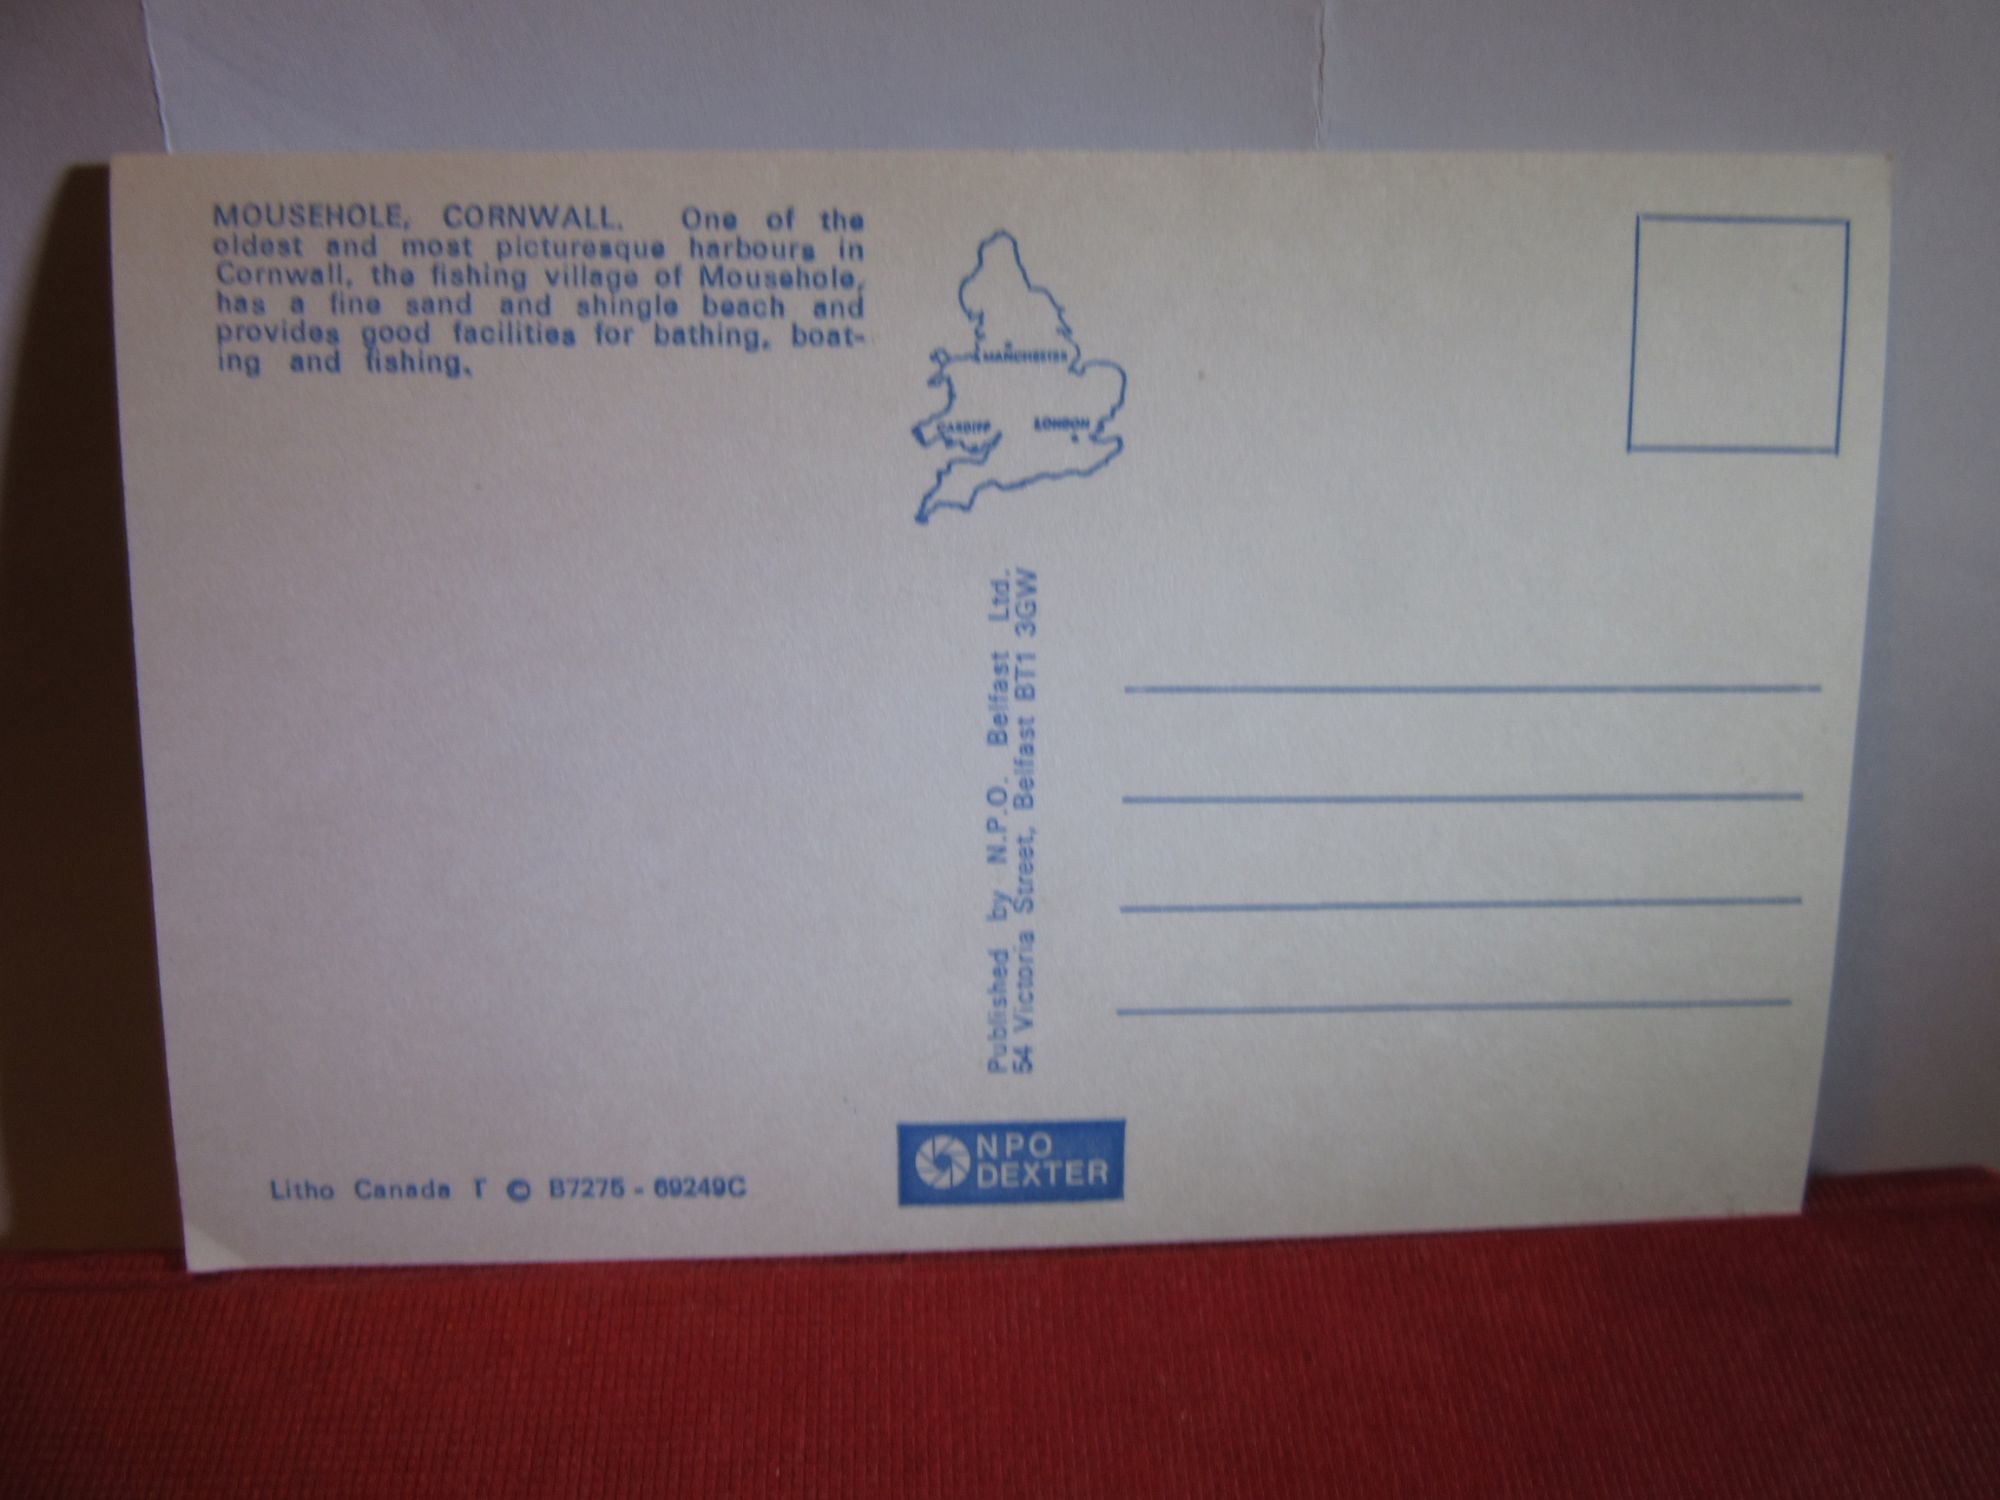 MOUSEHOLE, CORNWALL. One of the
oldest and most picturesque harbours in
Cornwall, the fishing village of Mousehole,
has a fine sand and shingle beach and
provides good facilities for bathing, boat-
ing and fishing.
MANCHESTER
CARDIFF
LONDON
Published by N.P.O. Belfast Ltd.
54 Victoria Street, Belfast BT1 3GW
NPO
DEXTER
Litho Canada T © B7275 - 69249C